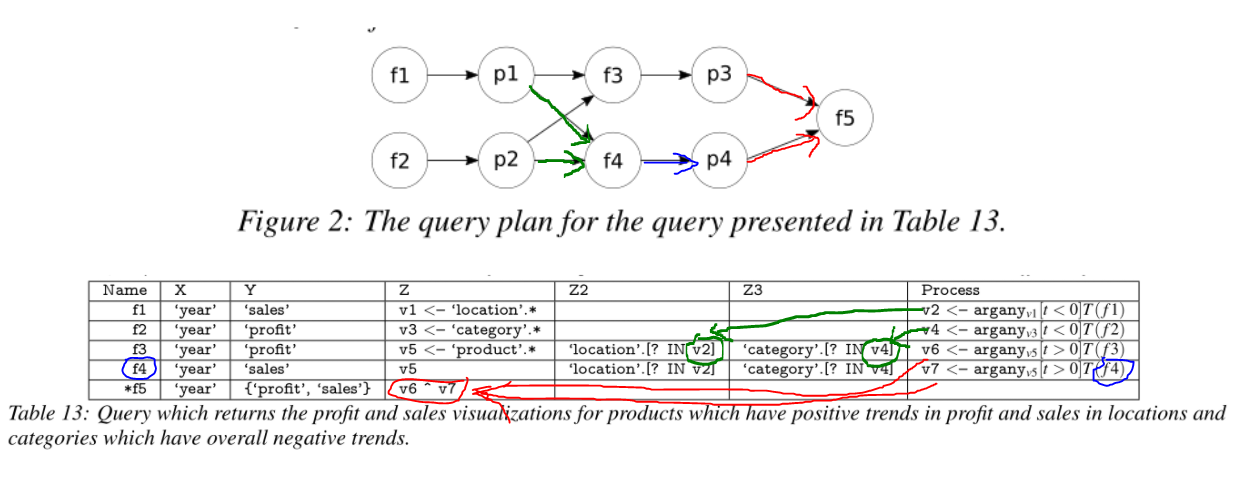 f1 p1 f3 p3
f5
f2 p2 f4 p4
Figure 2: The query plan for the query presented in Table 13.
Name X Y Z Z2 Z3 Process
f1 ‘year’ ‘sales’ v1 <– ‘location’.* v2 <– argany_v1[t < 0]T(f1)
f2 ‘year’ ‘profit’ v3 <– ‘category’.* v4 <– argany_v3[t < 0]T(f2)
f3 ‘year’ ‘profit’ v5 <– ‘product’.* ‘location’.[? IN v2] ‘category’.[? IN v4] v6 <– argany_v5[t > 0]T(f3)
f4 ‘year’ ‘sales’ v5 ‘location’.[? IN v2] ‘category’.[? IN v4] v7 <– argany_v5[t > 0]T(f4)
*f5 ‘year’ {‘profit’, ‘sales’} v6 ^ v7
Table 13: Query which returns the profit and sales visualizations for products which have positive trends in profit and sales in locations and
categories which have overall negative trends.